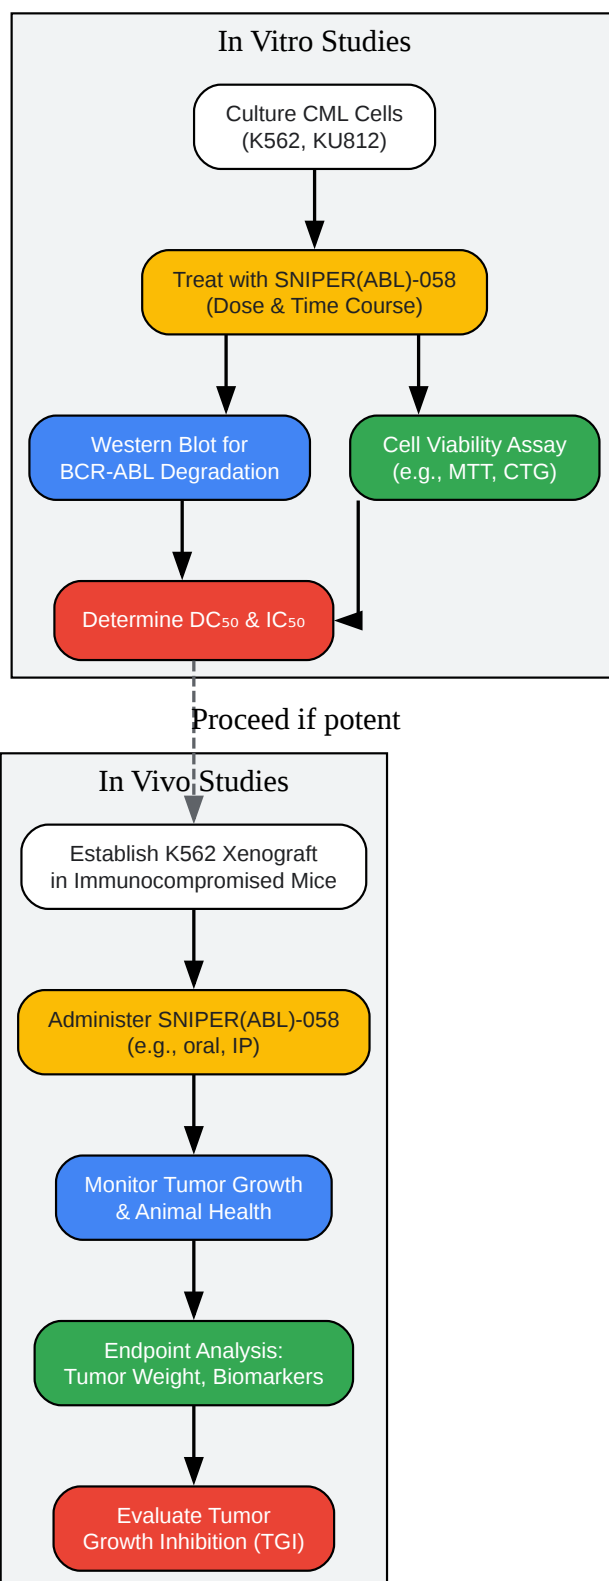 In Vitro Studies
Culture CML Cells
(K562, KU812)
Treat with SNIPER(ABL)-058
(Dose & Time Course)
Western Blot for
BCR-ABL Degradation
Cell Viability Assay
(e.g., MTT, CTG)
Determine DC₅₀ & IC₅₀
Proceed if potent
In Vivo Studies
Establish K562 Xenograft
in Immunocompromised Mice
Administer SNIPER(ABL)-058
(e.g., oral, IP)
Monitor Tumor Growth
& Animal Health
Endpoint Analysis:
Tumor Weight, Biomarkers
Evaluate Tumor
Growth Inhibition (TGI)